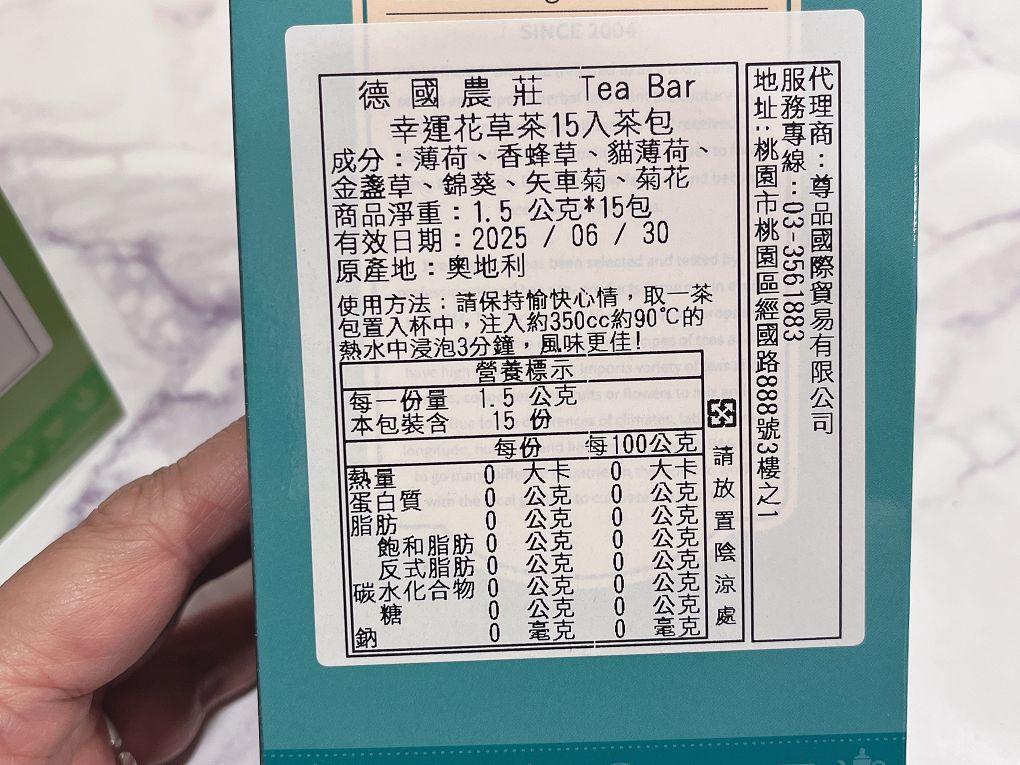 SINCE 2004
德國農莊 Tea Bar
幸運花草茶15入茶包
成分：薄荷、香蜂草、貓薄荷、
金盞草、錦葵、矢車菊、菊花
商品淨重：1.5 公克*15包
有效日期：2025 / 06 / 30
原產地：奧地利
使用方法：請保持愉快心情，取一茶
包置入杯中，注入約350cc約90℃的
熱水中浸泡3分鐘，風味更佳!
營養標示
每一份量 1.5 公克
本包裝含 15 份
每份 每100公克
熱量 0 大卡 0 大卡
蛋白質 0 公克 0 公克
脂肪 0 公克 0 公克
飽和脂肪 0 公克 0 公克
反式脂肪 0 公克 0 公克
碳水化合物 0 公克 0 公克
糖 0 公克 0 公克
鈉 0 毫克 0 毫克
請放置陰涼處
代理商：尊品國際貿易有限公司
服務專線：03-3561883
地址：桃園市桃園區經國路888號3樓之1